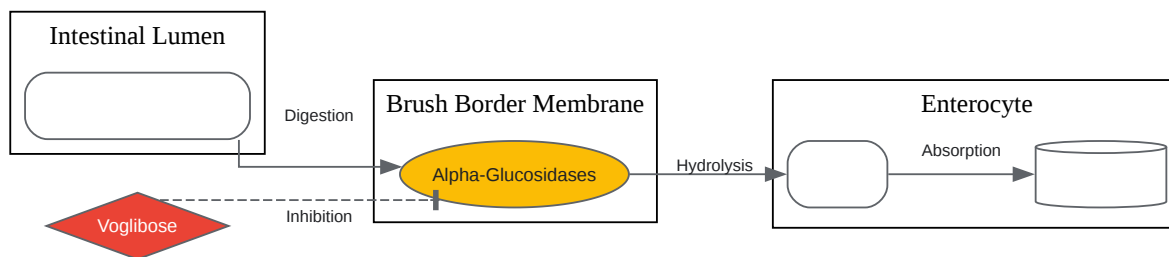 Intestinal Lumen
Digestion
Brush Border Membrane
Alpha-Glucosidases
Hydrolysis
Enterocyte
Absorption
Inhibition
Voglibose